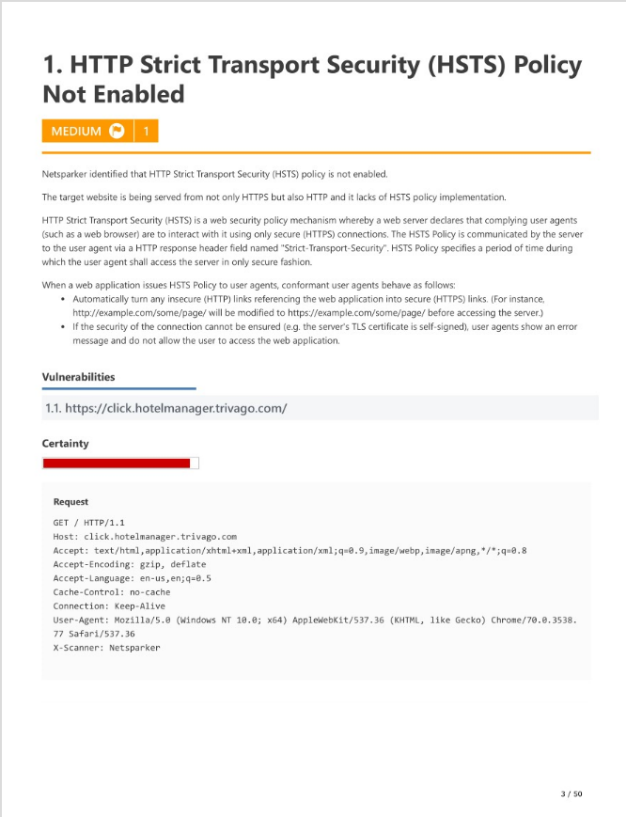 1. HTTP Strict Transport Security (HSTS) Policy
Not Enabled
MEDIUM 1
Netsparker identified that HTTP Strict Transport Security (HSTS) policy is not enabled.
The target website is being served from not only HTTPS but also HTTP and it lacks of HSTS policy implementation.
HTTP Strict Transport Security (HSTS) is a web security policy mechanism whereby a web server declares that complying user agents
(such as a web browser) are to interact with it using only secure (HTTPS) connections. The HSTS Policy is communicated by the server
to the user agent via a HTTP response header field named "Strict-Transport-Security". HSTS Policy specifies a period of time during
which the user agent shall access the server in only secure fashion.
When a web application issues HSTS Policy to user agents, conformant user agents behave as follows:
• Automatically turn any insecure (HTTP) links referencing the web application into secure (HTTPS) links. (For instance,
http://example.com/some/page/ will be modified to https://example.com/some/page/ before accessing the server.)
• If the security of the connection cannot be ensured (e.g. the server's TLS certificate is self-signed), user agents show an error
message and do not allow the user to access the web application.
Vulnerabilities
1.1. https://click.hotelmanager.trivago.com/
Certainty
Request
GET / HTTP/1.1
Host: click.hotelmanager.trivago.com
Accept: text/html,application/xhtml+xml,application/xml;q=0.9,image/webp,image/apng,*/*;q=0.8
Accept-Encoding: gzip, deflate
Accept-Language: en-us,en;q=0.5
Cache-Control: no-cache
Connection: Keep-Alive
User-Agent: Mozilla/5.0 (Windows NT 10.0; x64) AppleWebKit/537.36 (KHTML, like Gecko) Chrome/70.0.3538.
77 Safari/537.36
X-Scanner: Netsparker
3 / 50